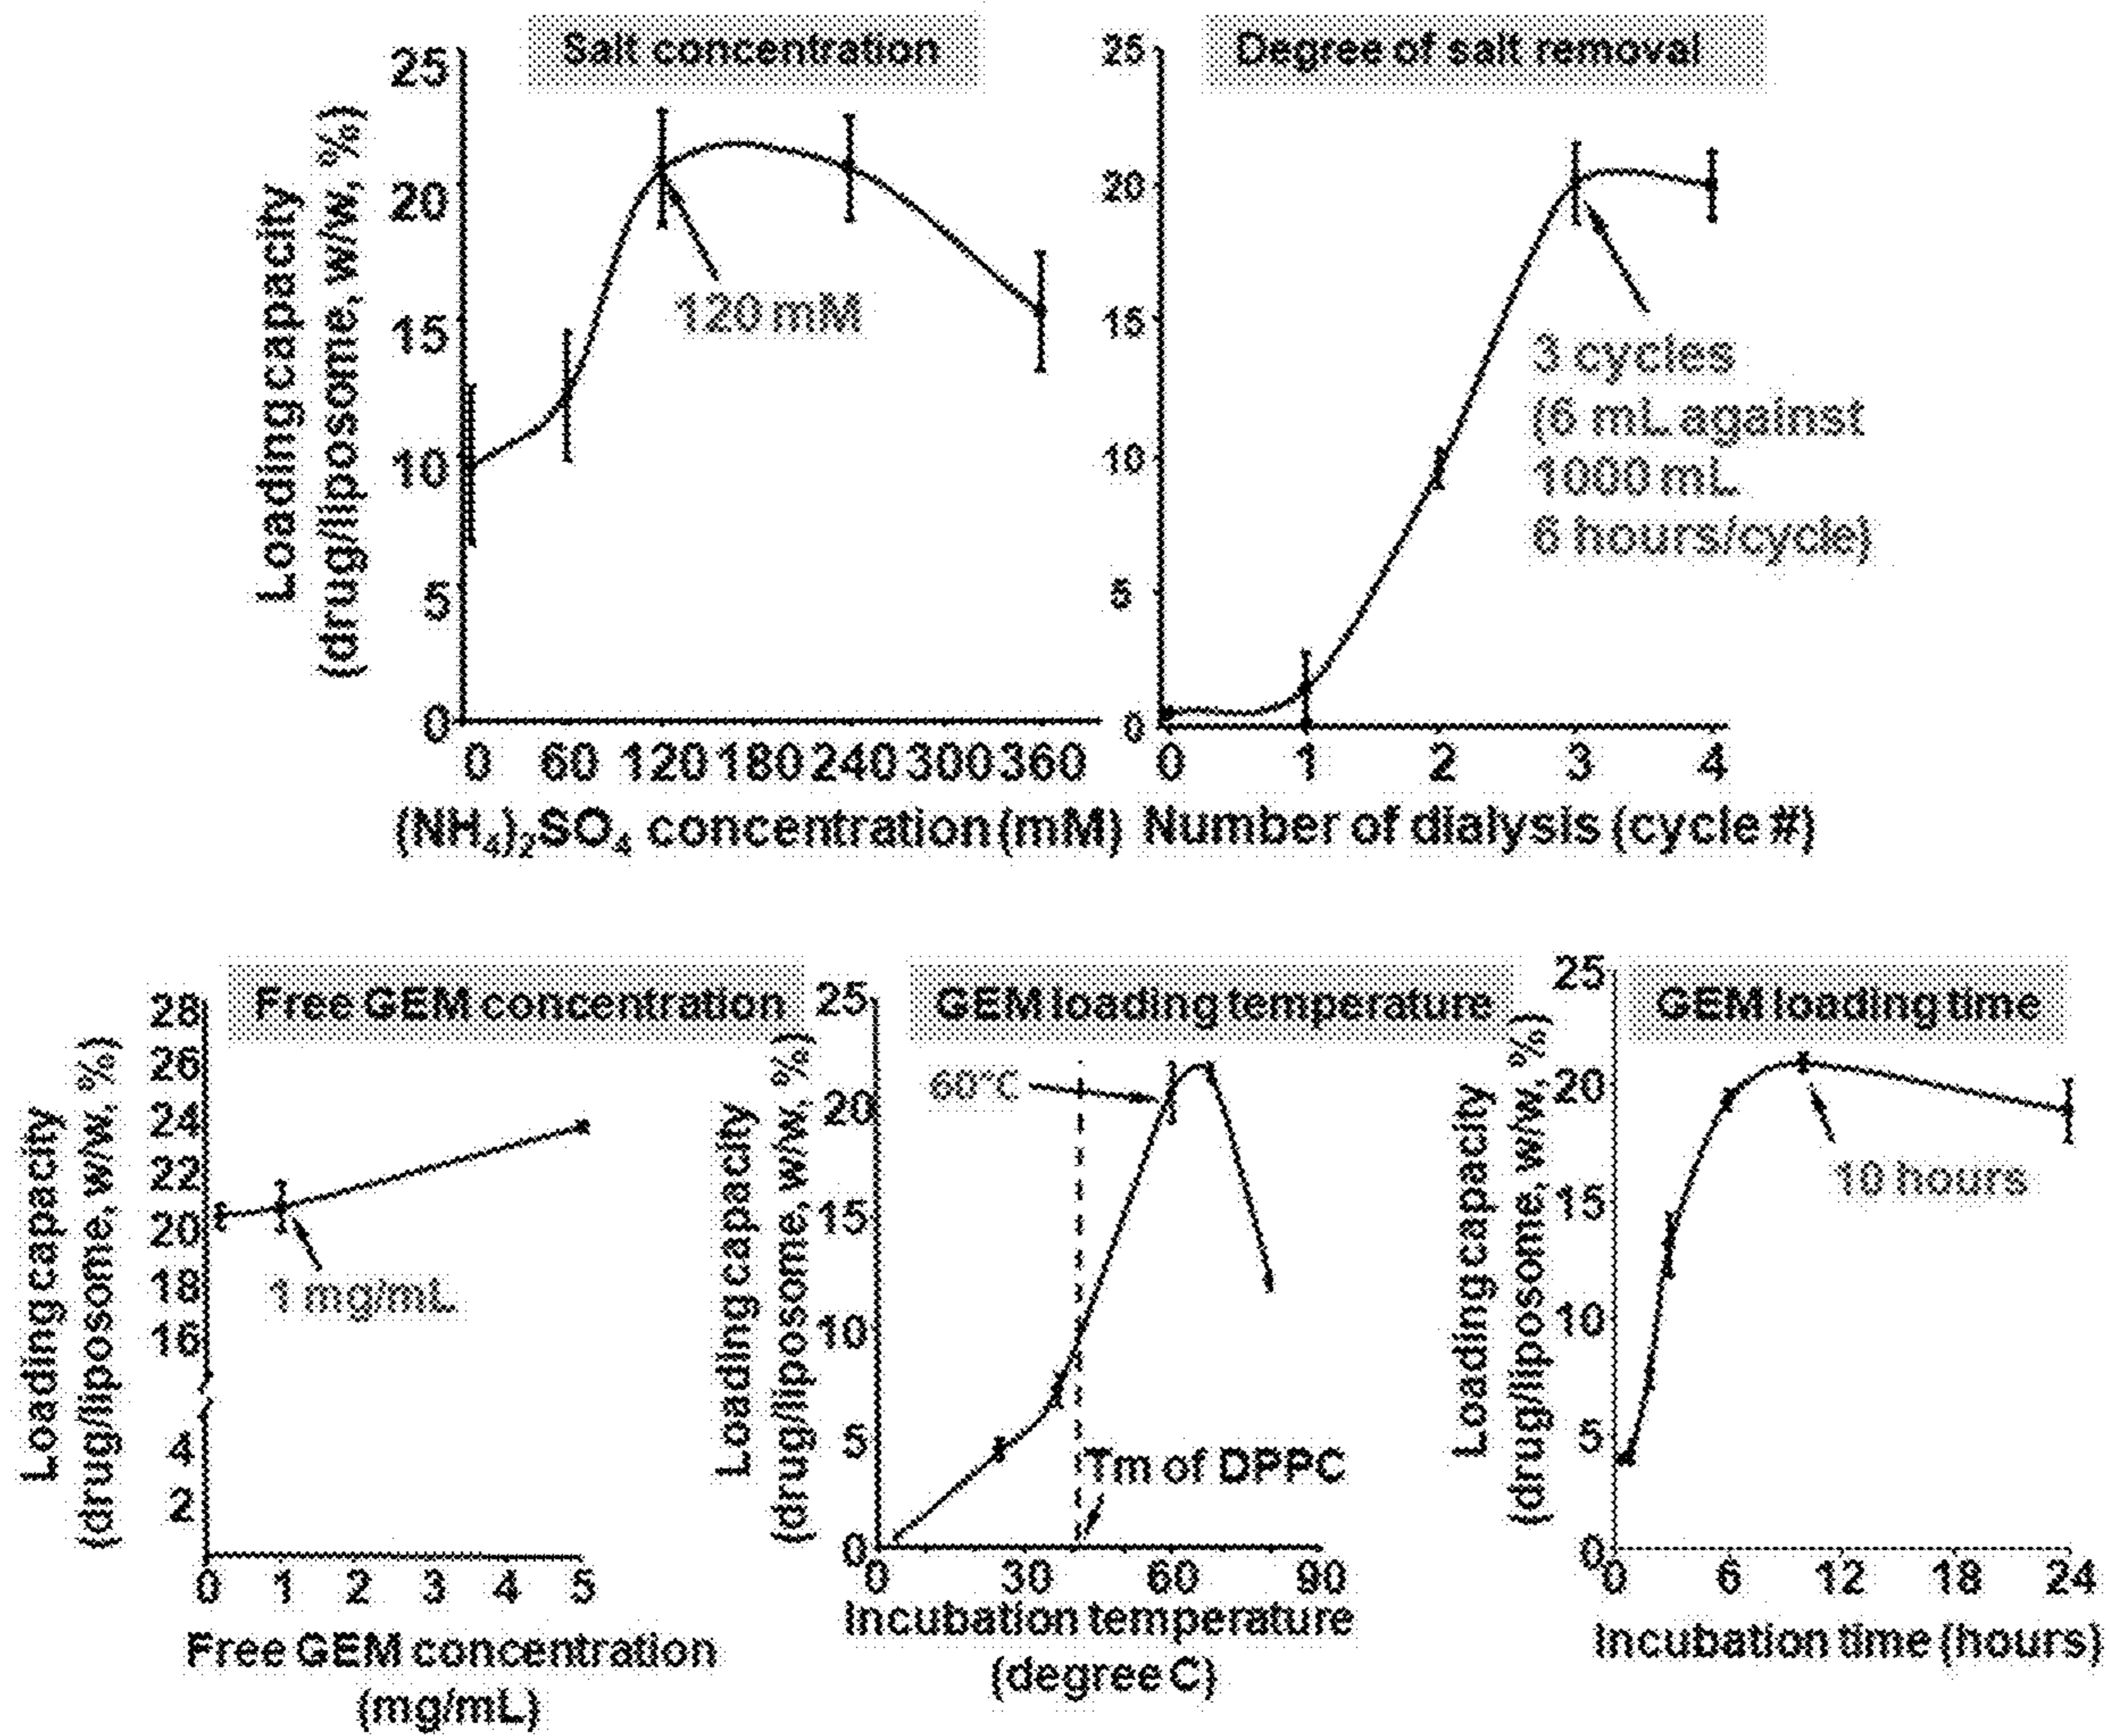 Salt concentration
25
20
15
10
5
0
Loading capacity
(drug/liposome, w/w, %)
120 mM
0 60 120 180 240 300 360
(NH₄)₂SO₄ concentration (mM)
Degree of salt removal
25
20
15
10
5
0
3 cycles
(6 mL against
1000 mL
6 hours/cycle)
0 1 2 3 4
Number of dialysis (cycle #)
Free GEM concentration
28
26
24
22
20
18
16
4
2
Loading capacity
(drug/liposome, w/w, %)
1 mg/mL
0 1 2 3 4 5
Free GEM concentration
(mg/mL)
GEM loading temperature
25
20
15
10
5
0
Loading capacity
(drug/liposome, w/w, %)
60°C
Tm of DPPC
0 30 60 90
Incubation temperature
(degree C)
GEM loading time
25
20
15
10
5
0
Loading capacity
(drug/liposome, w/w, %)
10 hours
0 6 12 18 24
Incubation time (hours)